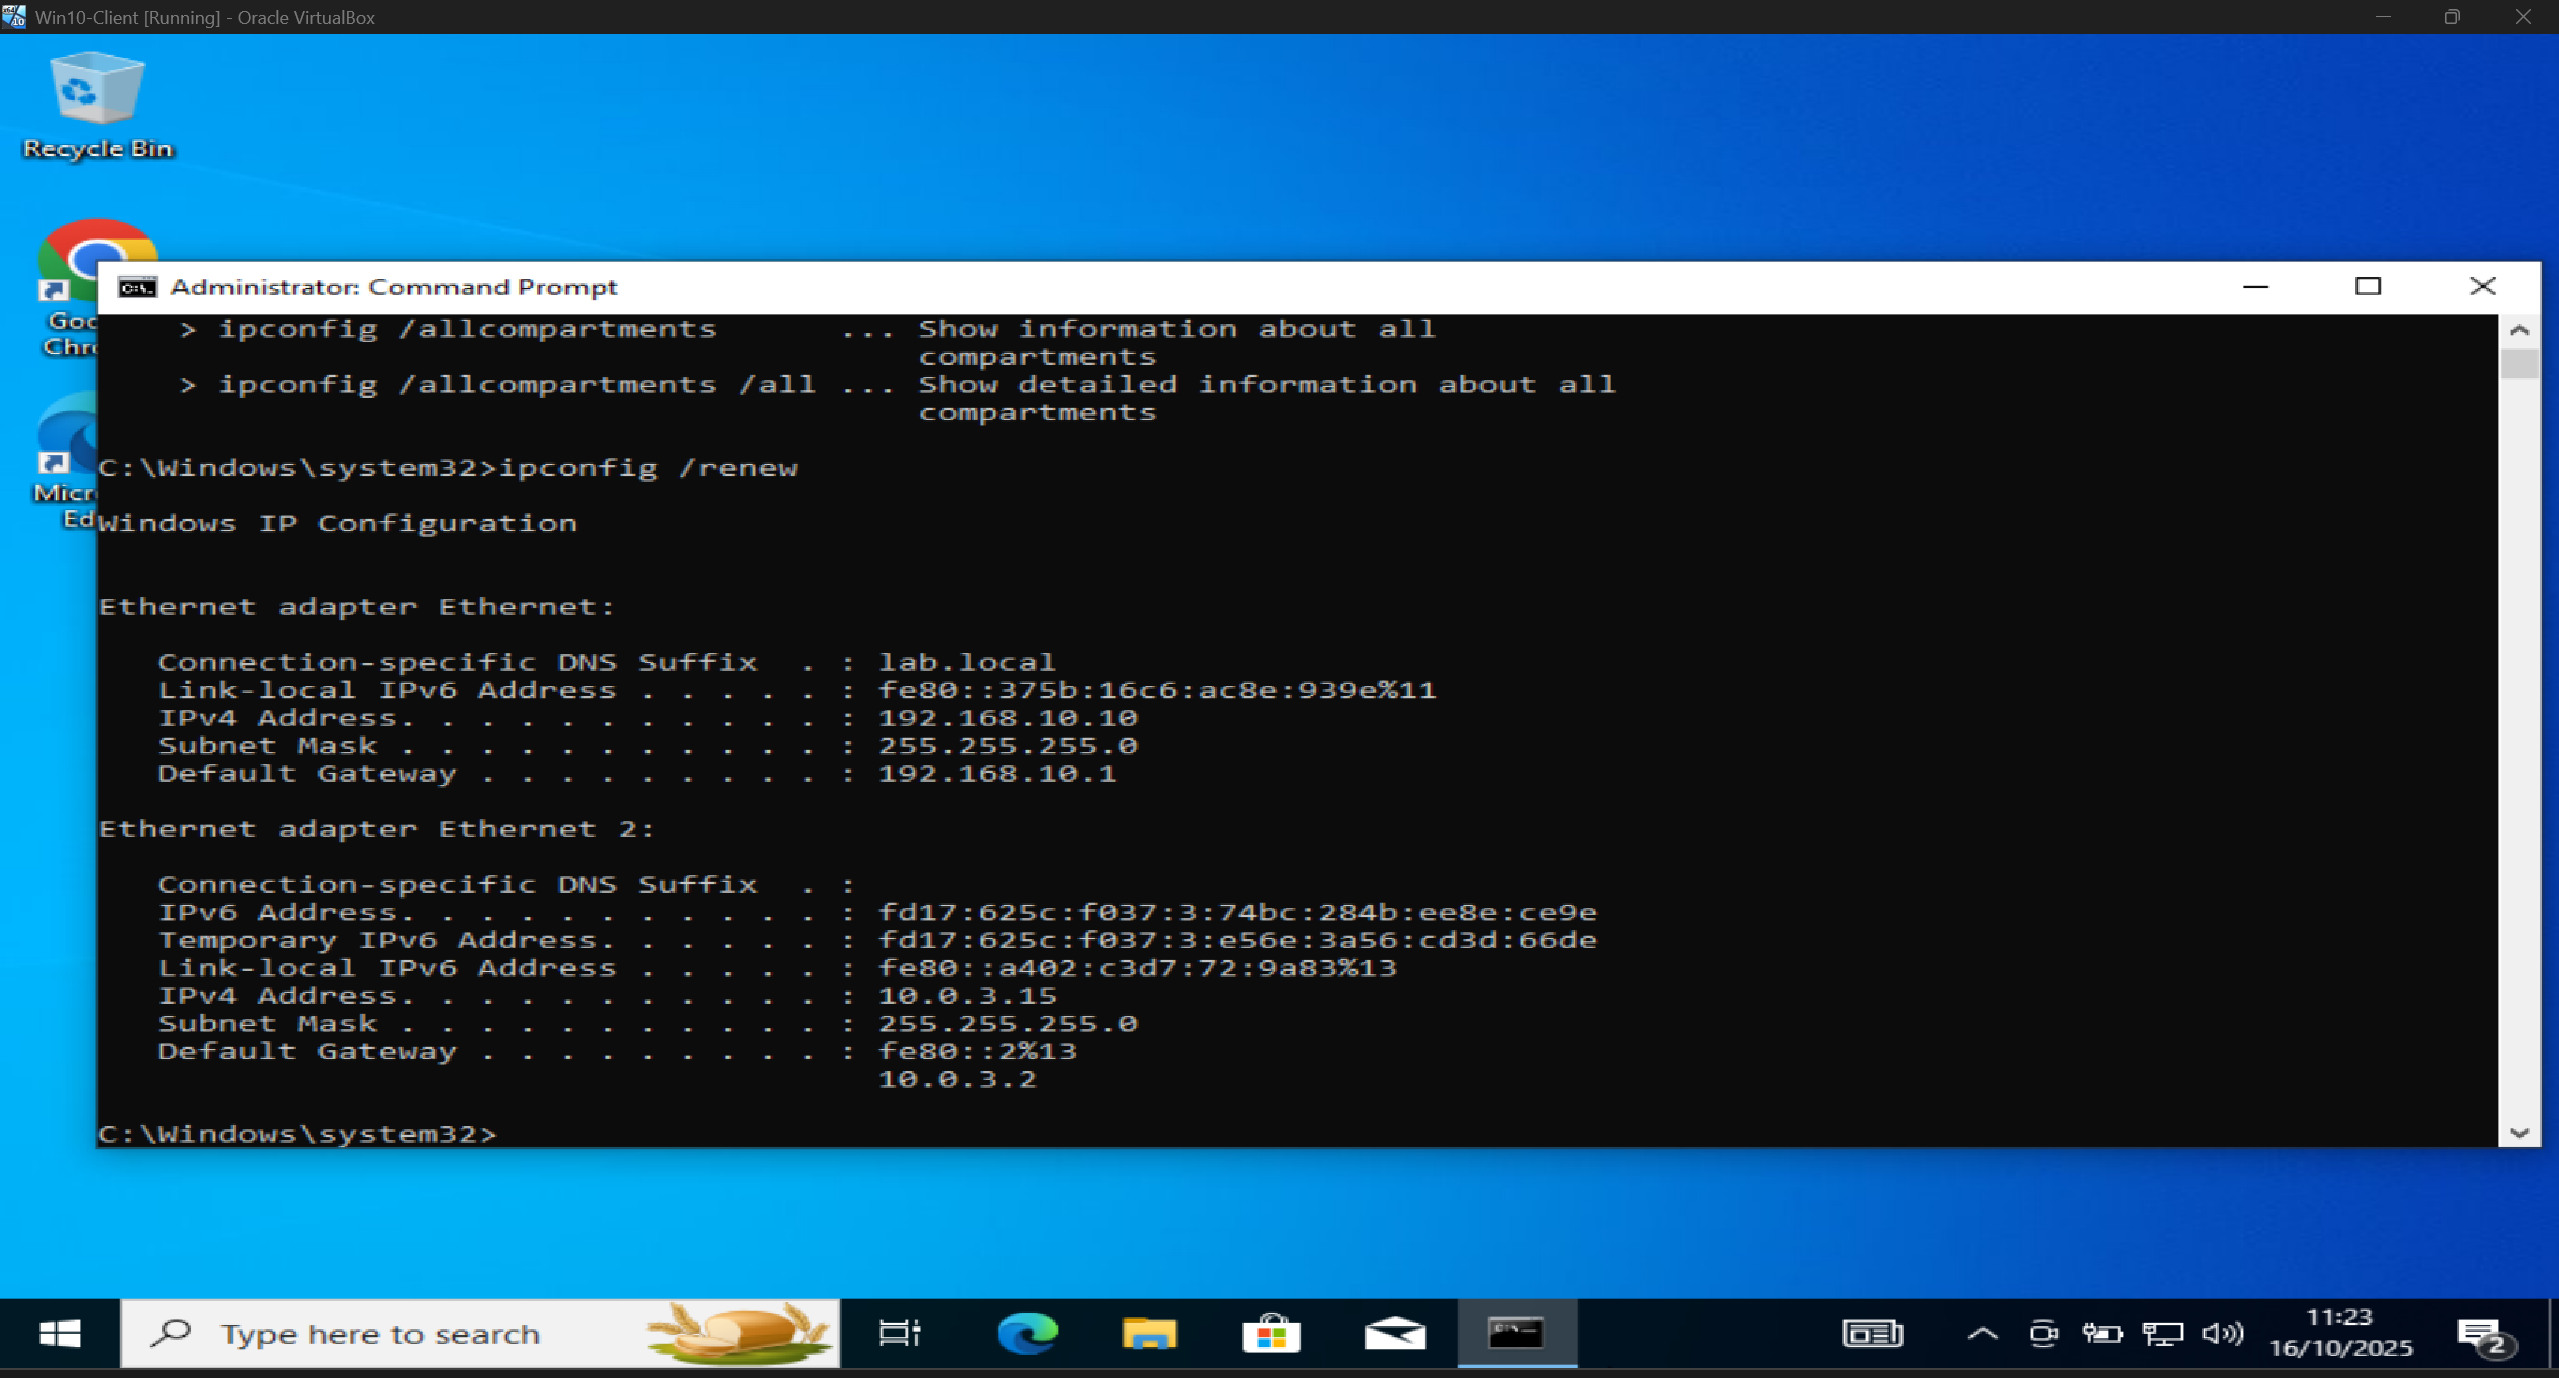 Win10-Client [Running] - Oracle VirtualBox
Recycle Bin
Administrator: Command Prompt
Goo
Chro
Micr
Ed
> ipconfig /allcompartments ... Show information about all
compartments
> ipconfig /allcompartments /all ... Show detailed information about all
compartments
C:\Windows\system32>ipconfig /renew
Windows IP Configuration
Ethernet adapter Ethernet:
Connection-specific DNS Suffix . : lab.local
Link-local IPv6 Address . . . . . : fe80::375b:16c6:ac8e:939e%11
IPv4 Address. . . . . . . . . . . : 192.168.10.10
Subnet Mask . . . . . . . . . . . : 255.255.255.0
Default Gateway . . . . . . . . . : 192.168.10.1
Ethernet adapter Ethernet 2:
Connection-specific DNS Suffix . :
IPv6 Address. . . . . . . . . . . : fd17:625c:f037:3:74bc:284b:ee8e:ce9e
Temporary IPv6 Address. . . . . . : fd17:625c:f037:3:e56e:3a56:cd3d:66de
Link-local IPv6 Address . . . . . : fe80::a402:c3d7:72:9a83%13
IPv4 Address. . . . . . . . . . . : 10.0.3.15
Subnet Mask . . . . . . . . . . . : 255.255.255.0
Default Gateway . . . . . . . . . : fe80::2%13
10.0.3.2
C:\Windows\system32>
Type here to search
11:23
16/10/2025
2